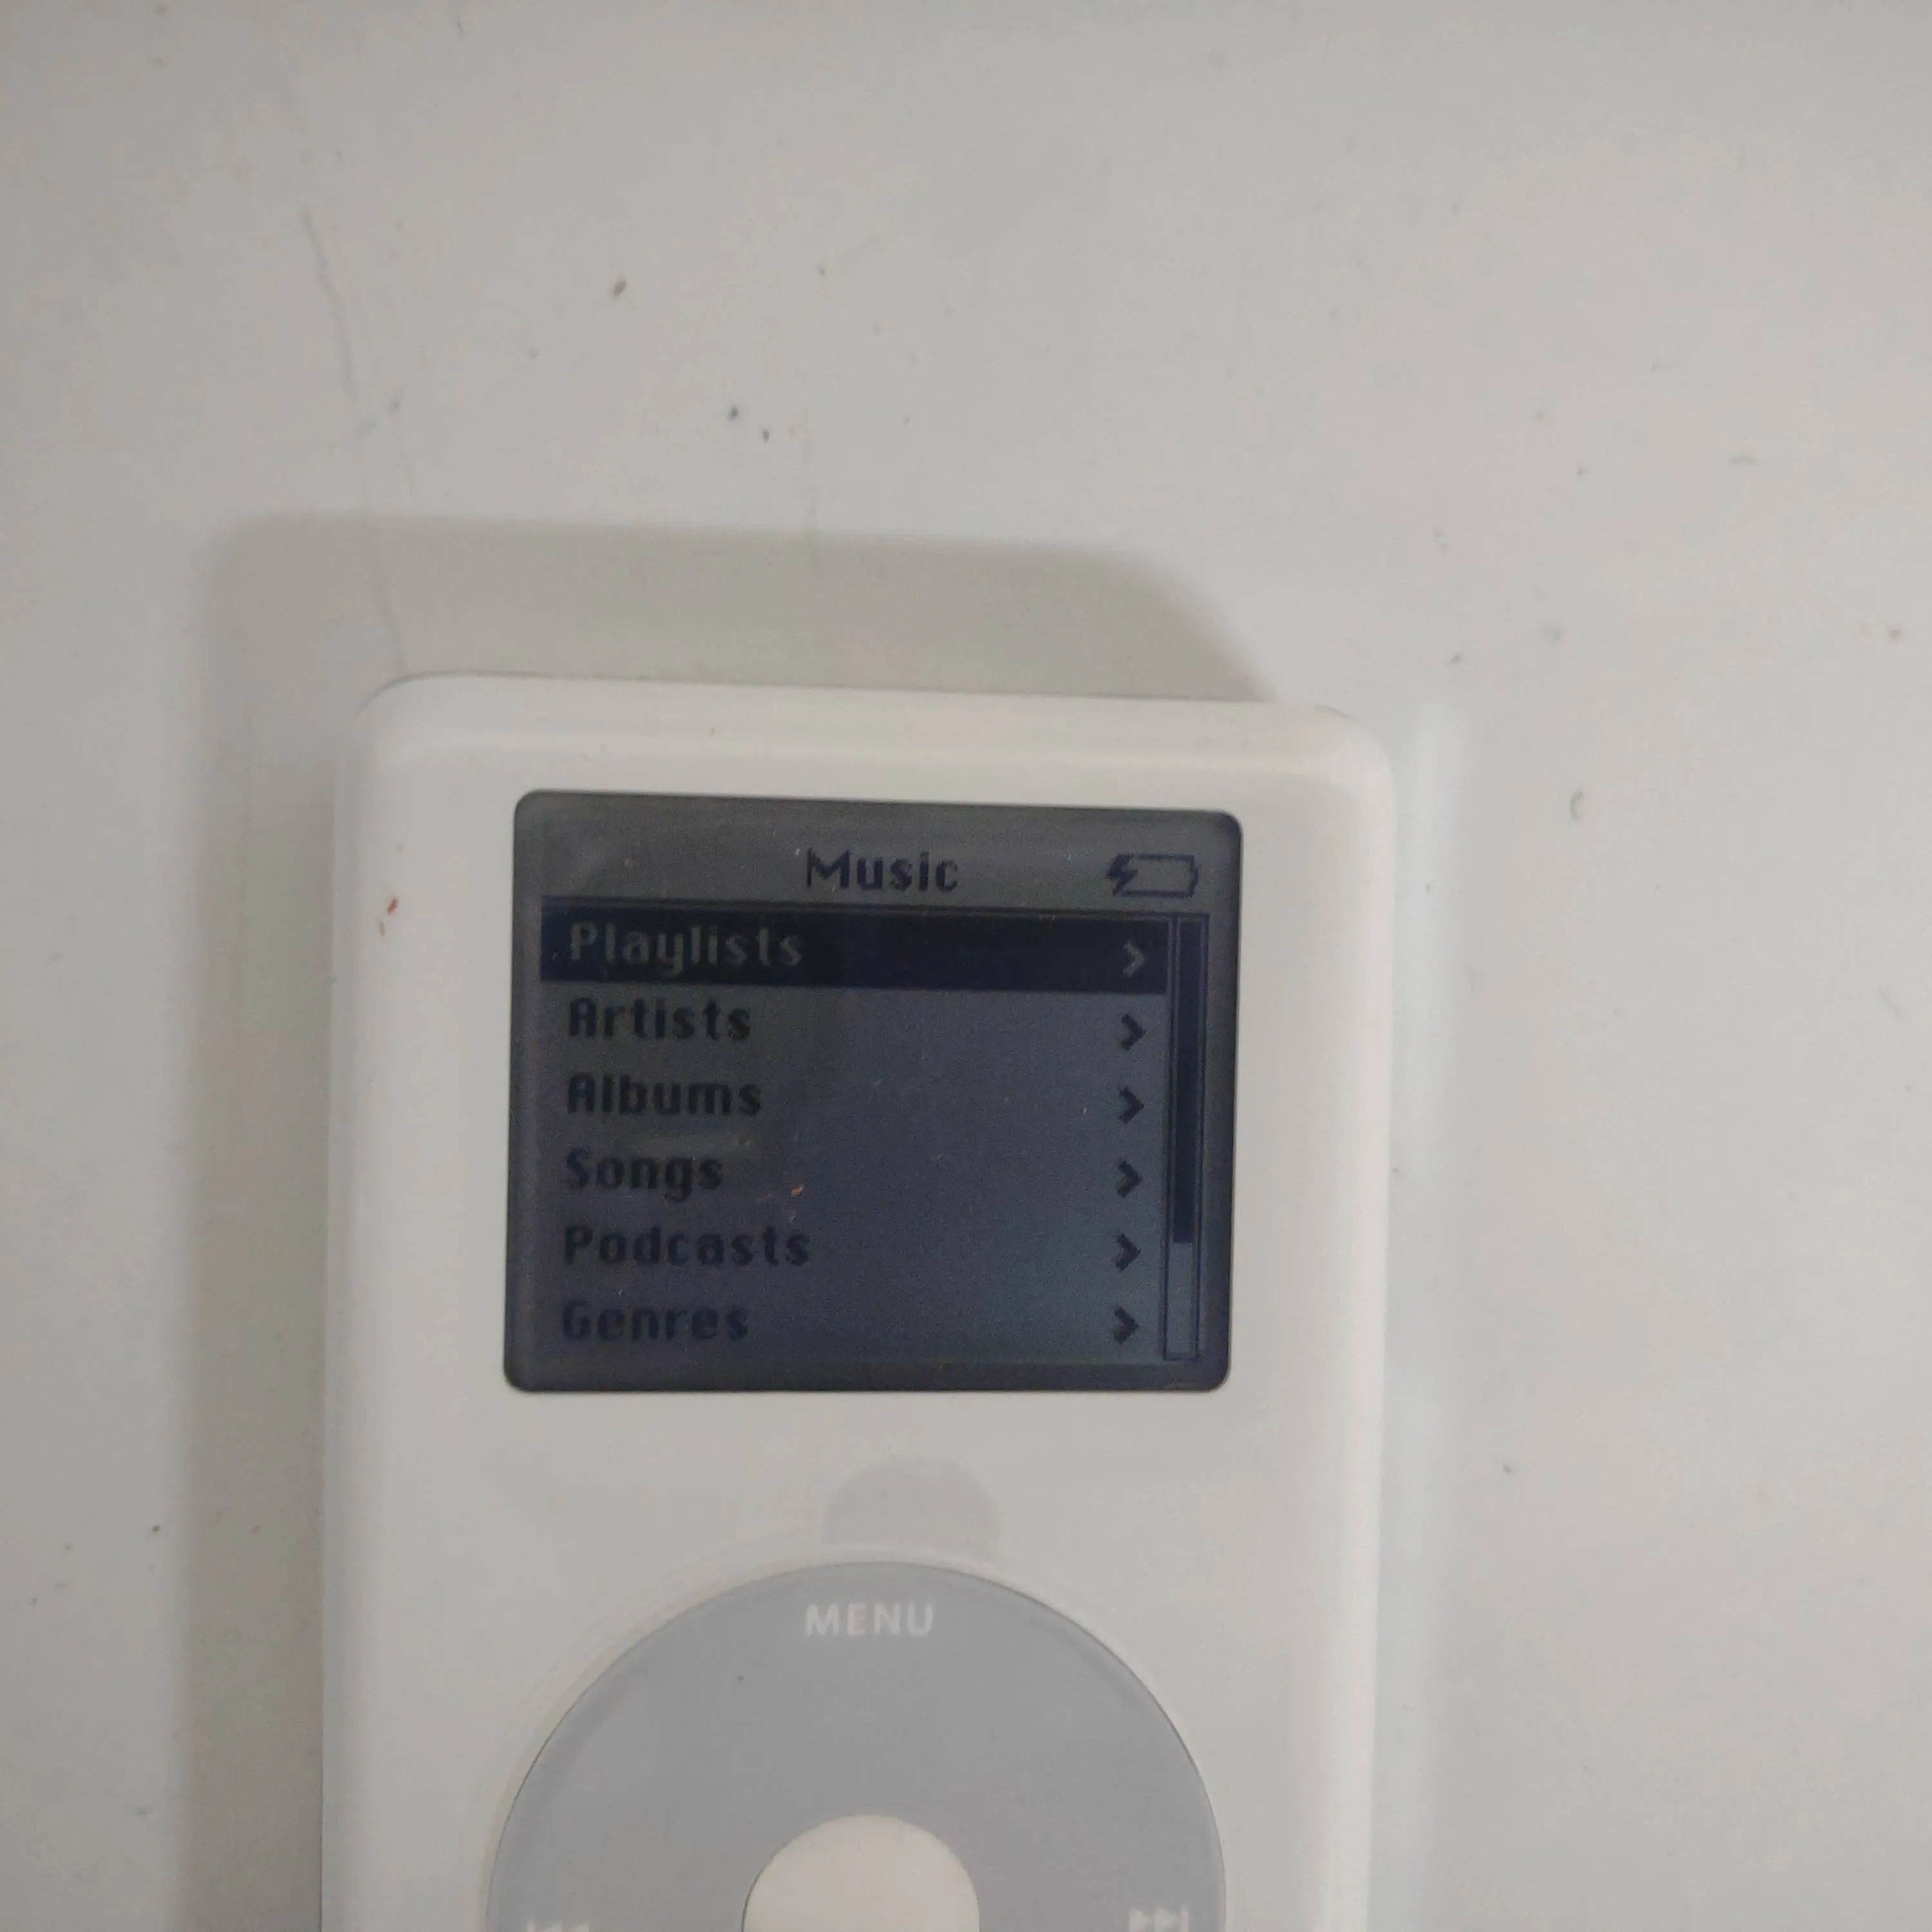 Music
Playlists
Artists
Albums
Songs
Podcasts
Genres
MENU